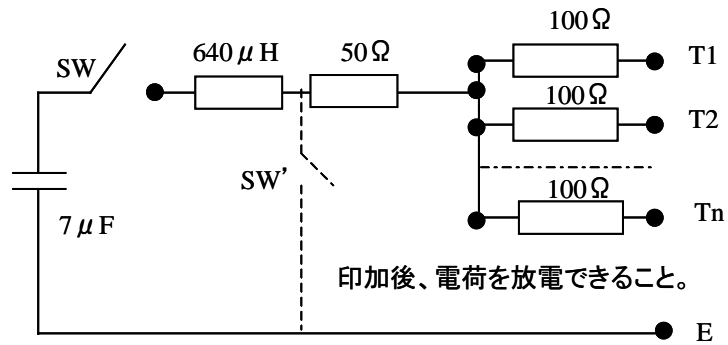 100Ω
T1
SW
640μH
50Ω
100Ω
T2
SW’
100Ω
Tn
7μF
印加後、電荷を放電できること。
E